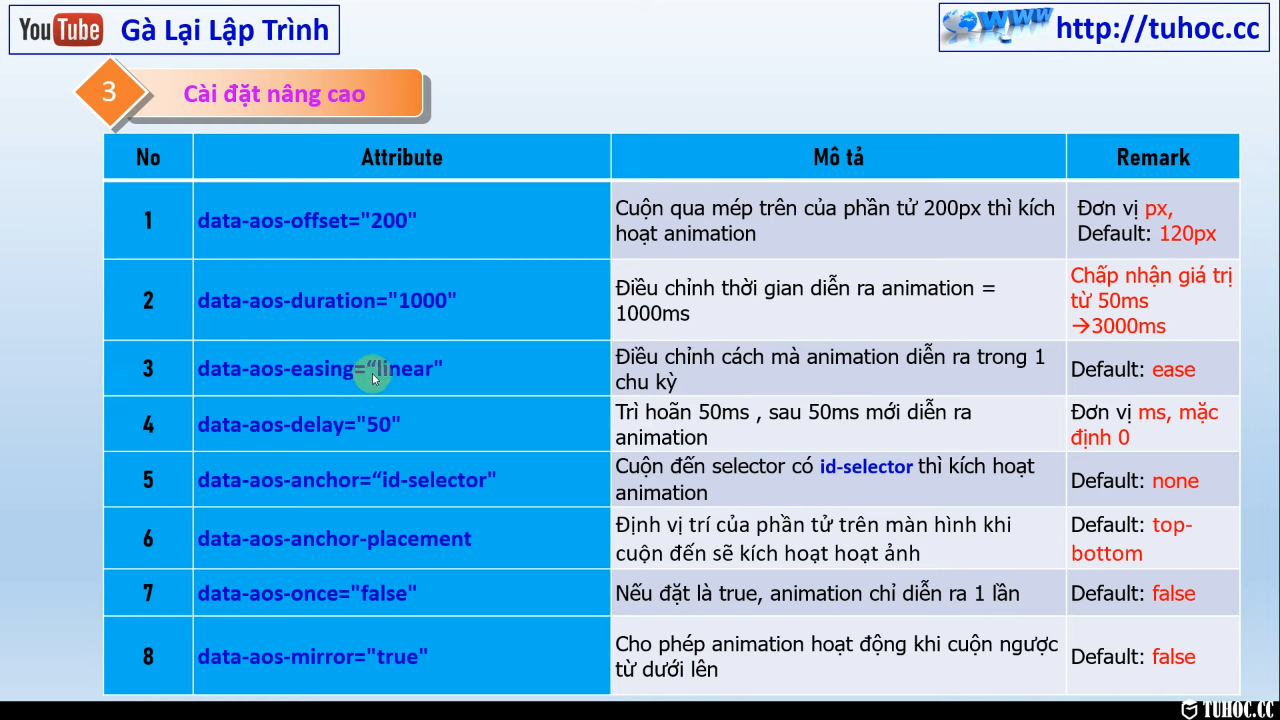 YouTube Gà Lại Lập Trình
www http://tuhoc.cc
3 Cài đặt nâng cao
No Attribute Mô tả Remark
1 data-aos-offset="200" Cuộn qua mép trên của phần tử 200px thì kích Đơn vị px,
hoạt animation Default: 120px
2 data-aos-duration="1000" Điều chỉnh thời gian diễn ra animation = Chấp nhận giá trị
1000ms từ 50ms
→3000ms
3 data-aos-easing=“linear" Điều chỉnh cách mà animation diễn ra trong 1 Default: ease
chu kỳ
4 data-aos-delay="50" Trì hoãn 50ms , sau 50ms mới diễn ra Đơn vị ms, mặc
animation định 0
5 data-aos-anchor=“id-selector" Cuộn đến selector có id-selector thì kích hoạt Default: none
animation
6 data-aos-anchor-placement Định vị trí của phần tử trên màn hình khi Default: top-
cuộn đến sẽ kích hoạt hoạt ảnh bottom
7 data-aos-once="false" Nếu đặt là true, animation chỉ diễn ra 1 lần Default: false
8 data-aos-mirror="true" Cho phép animation hoạt động khi cuộn ngược Default: false
từ dưới lên
TUHOC.CC